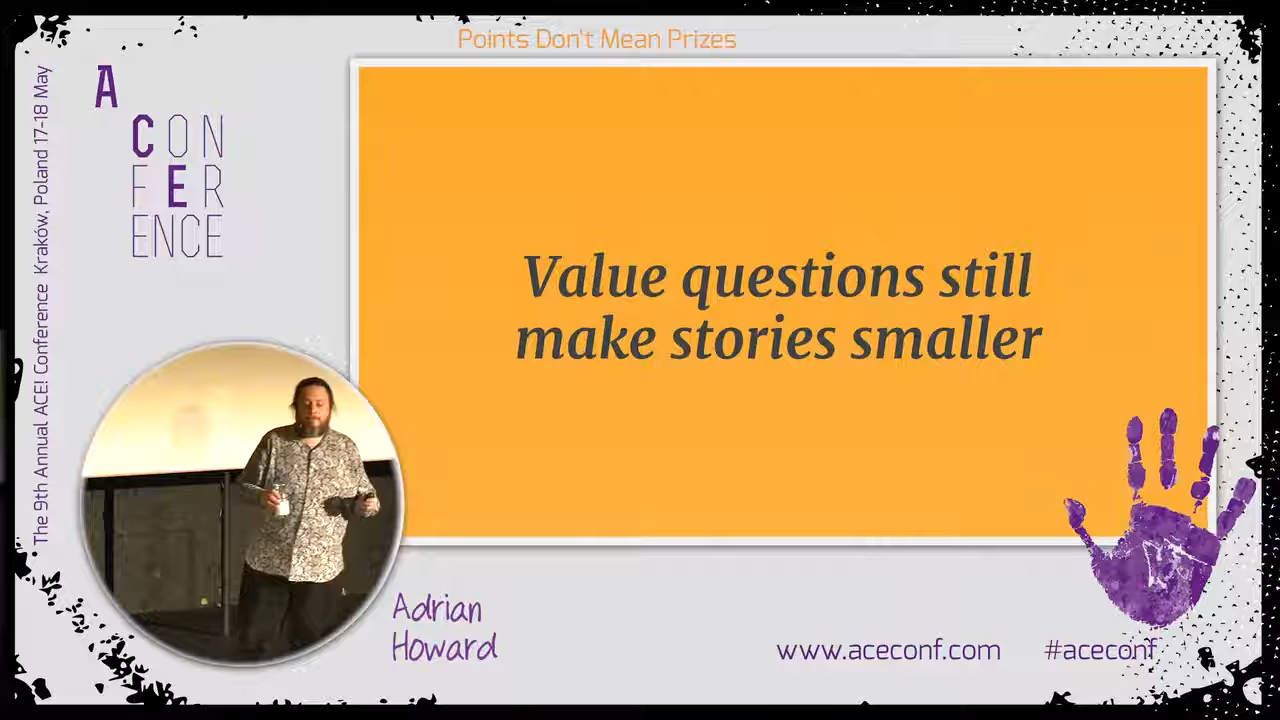 Points Don't Mean Prizes
The 9th Annual ACE! Conference Kraków, Poland 17-18 May
A
CON
FER
ENCE
Value questions still
make stories smaller
Adrian
Howard
www.aceconf.com
#aceconf